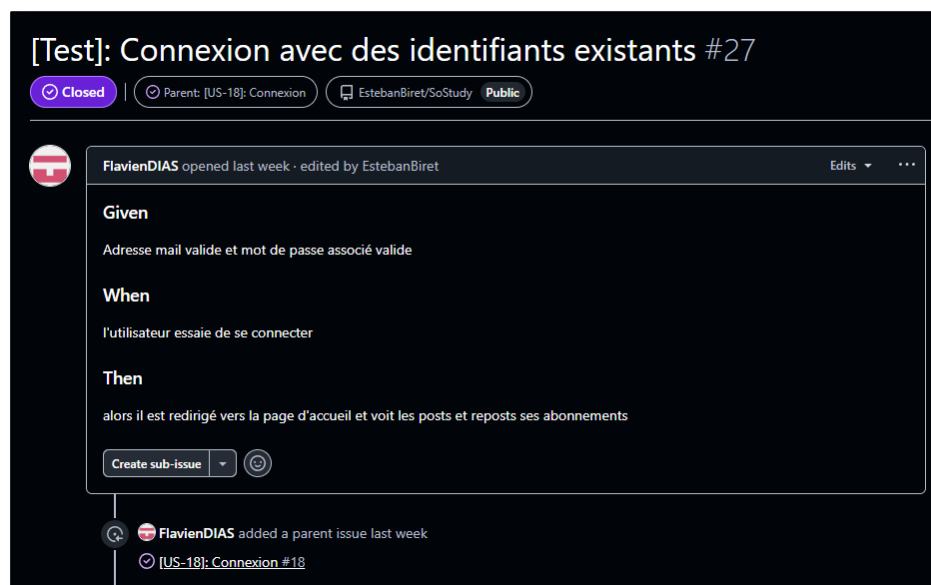 [Test]: Connexion avec des identifiants existants #27
Closed Parent: [US-18]: Connexion EstebanBiret/SoStudy Public
FlavienDIAS opened last week · edited by EstebanBiret Edits
Given
Adresse mail valide et mot de passe associé valide
When
l'utilisateur essaie de se connecter
Then
alors il est redirigé vers la page d'accueil et voit les posts et reposts ses abonnements
Create sub-issue
FlavienDIAS added a parent issue last week
[US-18]: Connexion #18